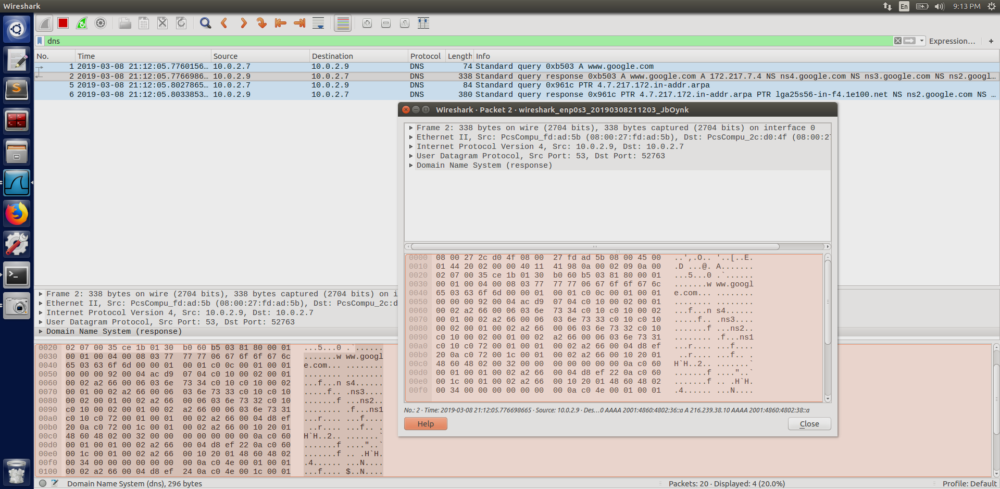 Wireshark
En
9:13 PM
dns
Expression…
+
No. Time Source Destination Protocol Length Info
1 2019-03-08 21:12:05.7760156… 10.0.2.7 10.0.2.9 DNS 74 Standard query 0xb503 A www.google.com
2 2019-03-08 21:12:05.7766986… 10.0.2.9 10.0.2.7 DNS 338 Standard query response 0xb503 A www.google.com A 172.217.7.4 NS ns4.google.com NS ns3.google.com NS ns2.googl…
5 2019-03-08 21:12:05.8027865… 10.0.2.7 10.0.2.9 DNS 84 Standard query 0x961c PTR 4.7.217.172.in-addr.arpa
6 2019-03-08 21:12:05.8033853… 10.0.2.9 10.0.2.7 DNS 380 Standard query response 0x961c PTR 4.7.217.172.in-addr.arpa PTR lga25s56-in-f4.1e100.net NS ns2.google.com NS …
Wireshark · Packet 2 · wireshark_enp0s3_20190308211203_JbOynk
Frame 2: 338 bytes on wire (2704 bits), 338 bytes captured (2704 bits) on interface 0
Ethernet II, Src: PcsCompu_fd:ad:5b (08:00:27:fd:ad:5b), Dst: PcsCompu_2c:d0:4f (08:00:27
Internet Protocol Version 4, Src: 10.0.2.9, Dst: 10.0.2.7
User Datagram Protocol, Src Port: 53, Dst Port: 52763
Domain Name System (response)
0000 08 00 27 2c d0 4f 08 00 27 fd ad 5b 08 00 45 00 ..',.O.. '..[..E.
0010 01 44 20 02 00 00 40 11 41 98 0a 00 02 09 0a 00 .D ...@. A.......
0020 02 07 00 35 ce 1b 01 30 b0 60 b5 03 81 80 00 01 ...5...0 .`......
0030 00 01 00 04 00 08 03 77 77 77 06 67 6f 6f 67 6c .......w ww.googl
0040 65 03 63 6f 6d 00 00 01 00 01 c0 0c 00 01 00 01 e.com... ........
0050 00 00 00 92 00 04 ac d9 07 04 c0 10 00 02 00 01 ........ ........
0060 00 02 a2 66 00 06 03 6e 73 34 c0 10 c0 10 00 02 ...f...n s4......
0070 00 01 00 02 a2 66 00 06 03 6e 73 33 c0 10 c0 10 .....f.. .ns3....
0080 00 02 00 01 00 02 a2 66 00 06 03 6e 73 32 c0 10 .......f ...ns2..
0090 c0 10 00 02 00 01 00 02 a2 66 00 06 03 6e 73 31 ........ .f...ns1
00a0 c0 10 c0 72 00 01 00 01 00 02 a2 66 00 04 d8 ef ...r.... ...f....
00b0 20 0a c0 72 00 1c 00 01 00 02 a2 66 00 10 20 01 ..r.... ...f.. .
00c0 48 60 48 02 00 32 00 00 00 00 00 00 00 0a c0 60 H`H..2.. .......`
00d0 00 01 00 01 00 02 a2 66 00 04 d8 ef 22 0a c0 60 .......f ...."..`
00e0 00 1c 00 01 00 02 a2 66 00 10 20 01 48 60 48 02 .......f .. .H`H.
00f0 00 34 00 00 00 00 00 00 00 0a c0 4e 00 01 00 01 .4...... ...N....
No.: 2 · Time: 2019-03-08 21:12:05.776698665 · Source: 10.0.2.9 · Des…0 AAAA 2001:4860:4802:36::a A 216.239.38.10 AAAA 2001:4860:4802:38::a
Help
Close
Frame 2: 338 bytes on wire (2704 bits), 338 bytes captured (2704 bits) on i
Ethernet II, Src: PcsCompu_fd:ad:5b (08:00:27:fd:ad:5b), Dst: PcsCompu_2c:d
Internet Protocol Version 4, Src: 10.0.2.9, Dst: 10.0.2.7
User Datagram Protocol, Src Port: 53, Dst Port: 52763
Domain Name System (response)
0020 02 07 00 35 ce 1b 01 30 b0 60 b5 03 81 80 00 01 ...5...0 .`......
0030 00 01 00 04 00 08 03 77 77 77 06 67 6f 6f 67 6c .......w ww.googl
0040 65 03 63 6f 6d 00 00 01 00 01 c0 0c 00 01 00 01 e.com... ........
0050 00 00 00 92 00 04 ac d9 07 04 c0 10 00 02 00 01 ........ ........
0060 00 02 a2 66 00 06 03 6e 73 34 c0 10 c0 10 00 02 ...f...n s4......
0070 00 01 00 02 a2 66 00 06 03 6e 73 33 c0 10 c0 10 .....f.. .ns3....
0080 00 02 00 01 00 02 a2 66 00 06 03 6e 73 32 c0 10 .......f ...ns2..
0090 c0 10 00 02 00 01 00 02 a2 66 00 06 03 6e 73 31 ........ .f...ns1
00a0 c0 10 c0 72 00 01 00 01 00 02 a2 66 00 04 d8 ef ...r.... ...f....
00b0 20 0a c0 72 00 1c 00 01 00 02 a2 66 00 10 20 01 ..r.... ...f.. .
00c0 48 60 48 02 00 32 00 00 00 00 00 00 00 0a c0 60 H`H..2.. .......`
00d0 00 01 00 01 00 02 a2 66 00 04 d8 ef 22 0a c0 60 .......f ...."..`
00e0 00 1c 00 01 00 02 a2 66 00 10 20 01 48 60 48 02 .......f .. .H`H.
00f0 00 34 00 00 00 00 00 00 00 0a c0 4e 00 01 00 01 .4...... ...N....
0100 00 02 a2 66 00 04 d8 ef 24 0a c0 4e 00 1c 00 01 ...f.... $..N....
Domain Name System (dns), 296 bytes
Packets: 20 · Displayed: 4 (20.0%)
Profile: Default